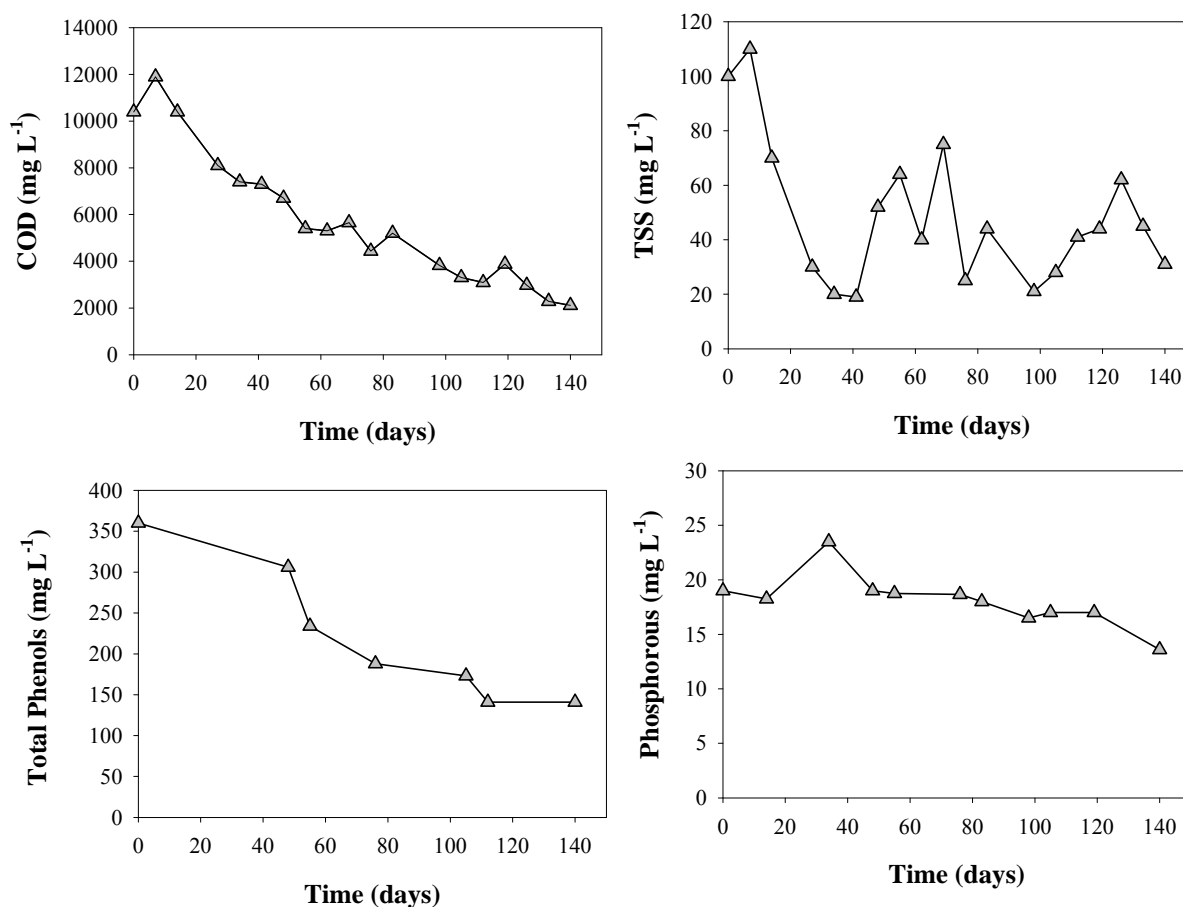 14000
12000
10000
8000
6000
4000
2000
0
COD (mg L-1)
0 20 40 60 80 100 120 140
Time (days)
120
100
80
60
40
20
0
TSS (mg L-1)
0 20 40 60 80 100 120 140
Time (days)
400
350
300
250
200
150
100
50
0
Total Phenols (mg L-1)
0 20 40 60 80 100 120 140
Time (days)
30
25
20
15
10
5
0
Phosphorous (mg L-1)
0 20 40 60 80 100 120 140
Time (days)